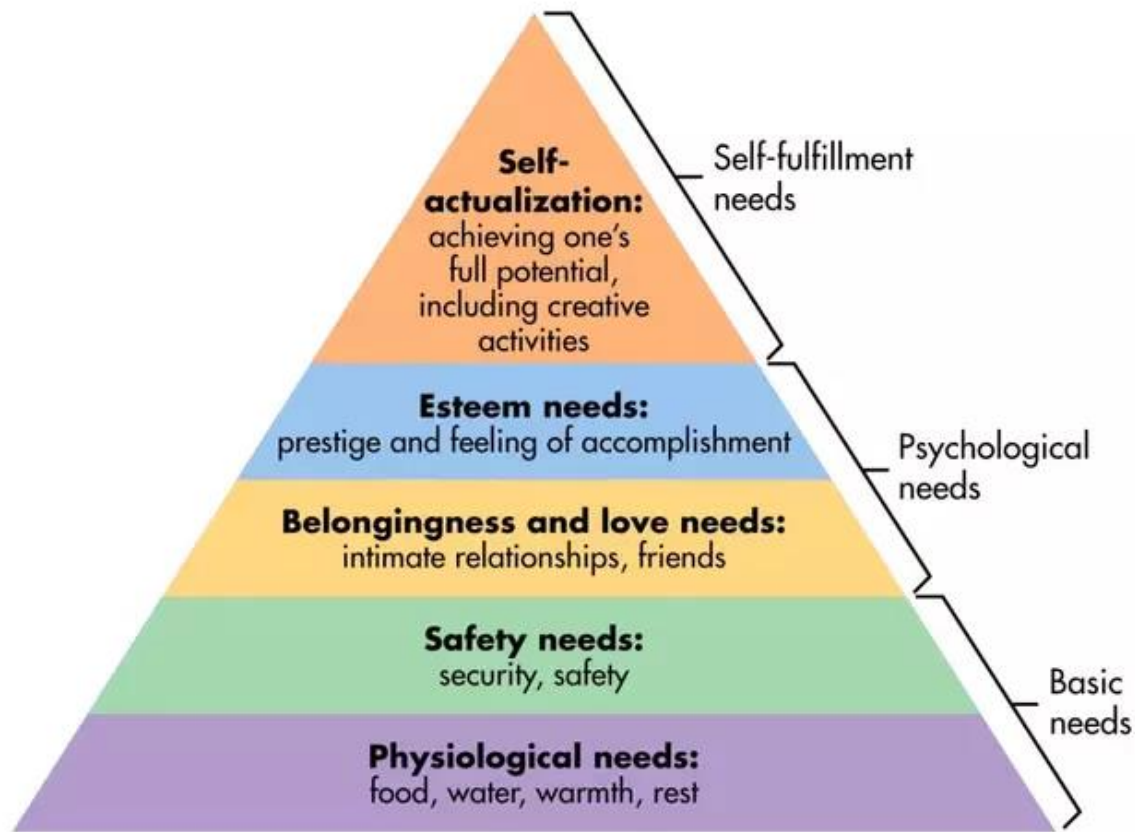 Self-
actualization:
achieving one's
full potential,
including creative
activities
Self-fulfillment
needs
Esteem needs:
prestige and feeling of accomplishment
Psychological
needs
Belongingness and love needs:
intimate relationships, friends
Safety needs:
security, safety
Basic
needs
Physiological needs:
food, water, warmth, rest